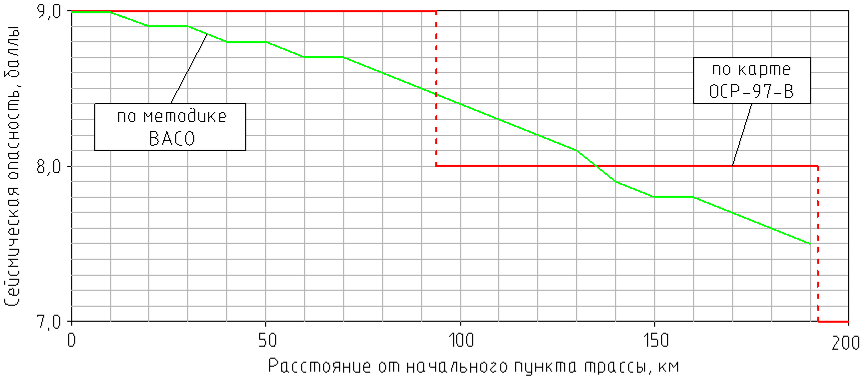 Сейсмическая опасность, баллы
9,0
8,0
7,0
по методике
ВАСО
по карте
ОСР-97-В
0
50
100
150
200
Расстояние от начального пункта трассы, км